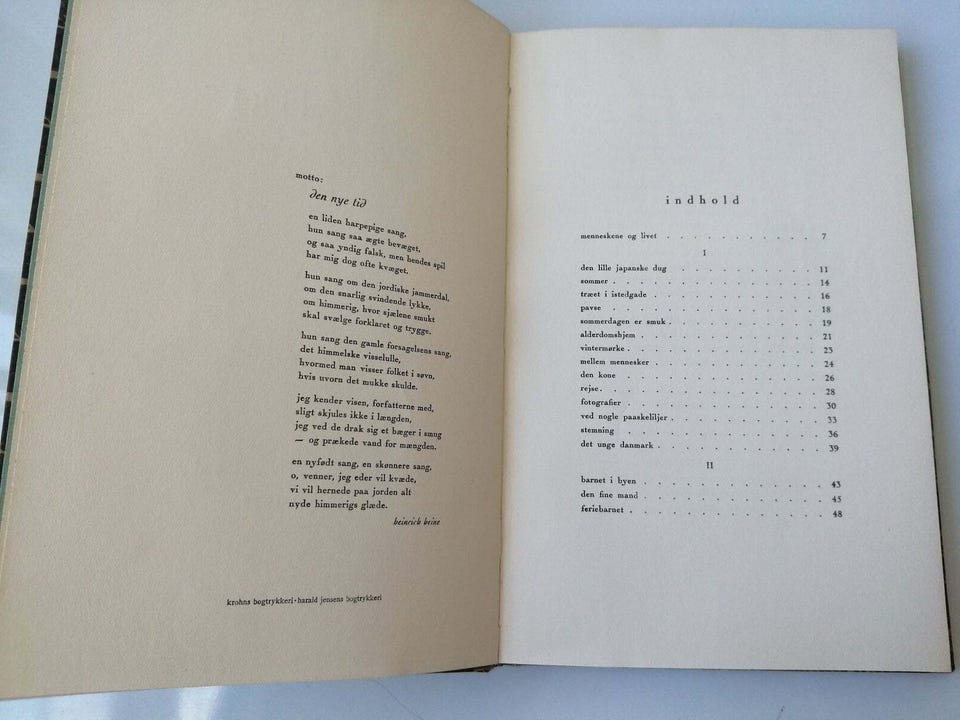 motto:
den nye tid
en liden harpepige sang,
hun sang saa ægte bevæget,
og saa yndig falsk, men hendes spil
har mig dog ofte kvæget.
hun sang om den jordiske jammerdal,
om den snarlig svindende lykke,
om himmerig, hvor sjælene smukt
skal svælge forklaret og trygge.
hun sang den gamle forsagelsens sang,
det himmelske visselulle,
hvormed man visser folket i søvn,
hvis uvorn det mukke skulde.
jeg kender visen, forfatterne med,
sligt skjules ikke i længden,
jeg ved de drak sig et bæger i smug
— og prækede vand for mængden.
en nyfødt sang, en skønnere sang,
o, venner, jeg eder vil kvæde,
vi vil hernede paa jorden alt
nyde himmerigs glæde.
heinrich heine
krohns bogtrykkeri · harald jensens bogtrykkeri
indhold
menneskene og livet . . . . . . . . . . . 7
I
den lille japanske dug . . . . . . . . . . 11
sommer . . . . . . . . . . . . . . . 14
træet i istedgade . . . . . . . . . . . . 16
pavse . . . . . . . . . . . . . . . . 18
sommerdagen er smuk . . . . . . . . . . . 19
alderdomshjem . . . . . . . . . . . . . 21
vintermørke . . . . . . . . . . . . . . 23
mellem mennesker . . . . . . . . . . . . 24
den kone . . . . . . . . . . . . . . . 26
rejse . . . . . . . . . . . . . . . . 28
fotografier . . . . . . . . . . . . . . 30
ved nogle paaskeliljer . . . . . . . . . . 33
stemning . . . . . . . . . . . . . . . 36
det unge danmark . . . . . . . . . . . . 39
II
barnet i byen . . . . . . . . . . . . . 43
den fine mand . . . . . . . . . . . . . 45
feriebarnet . . . . . . . . . . . . . . 48